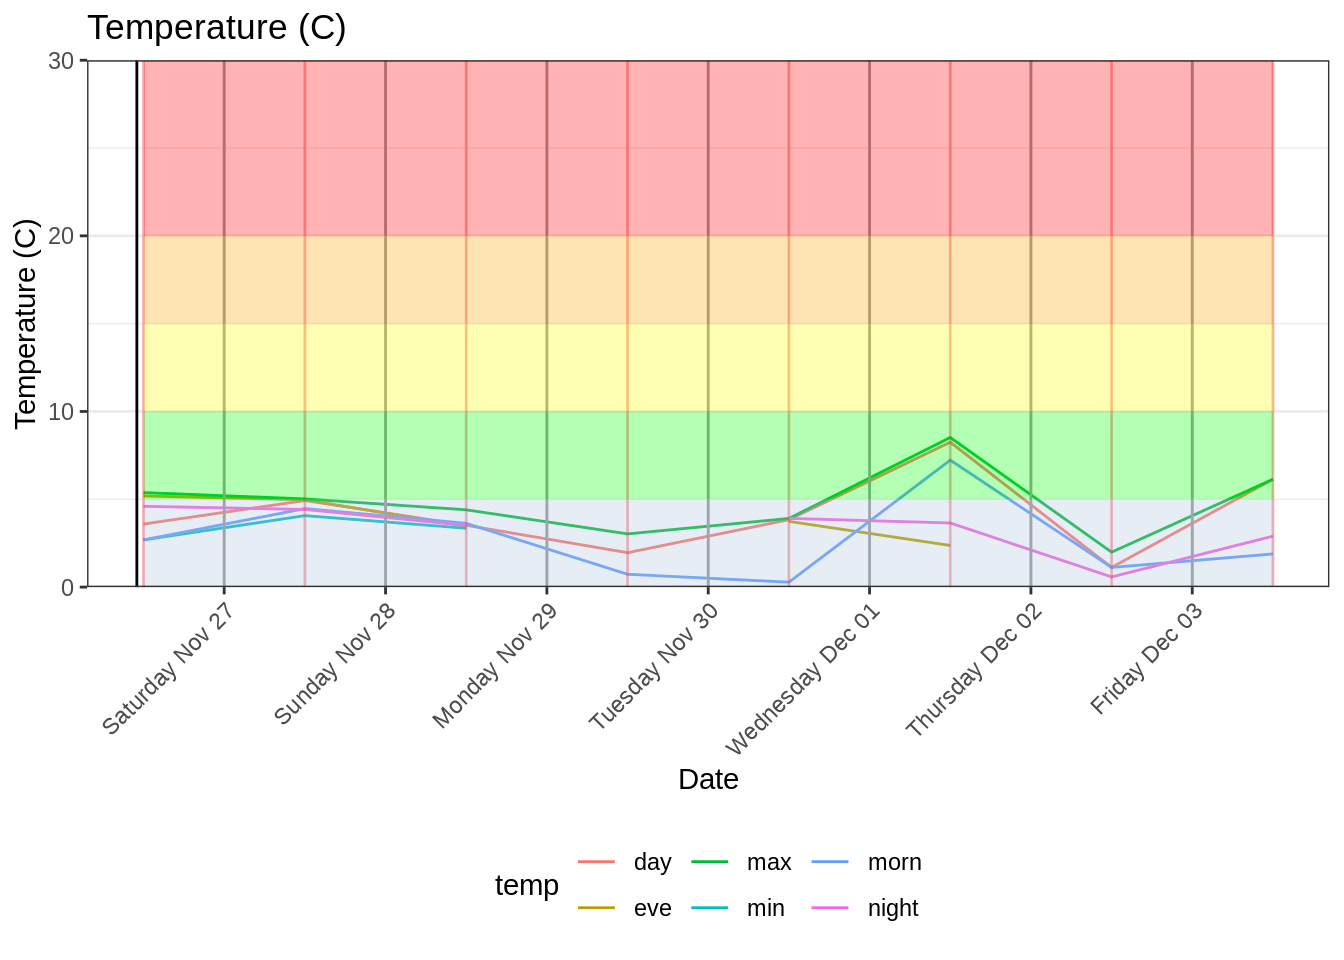 Temperature (C)
Temperature (C)
30
20
10
0
Saturday Nov 27
Sunday Nov 28
Monday Nov 29
Tuesday Nov 30
Wednesday Dec 01
Thursday Dec 02
Friday Dec 03
Date
temp
day
max
morn
eve
min
night